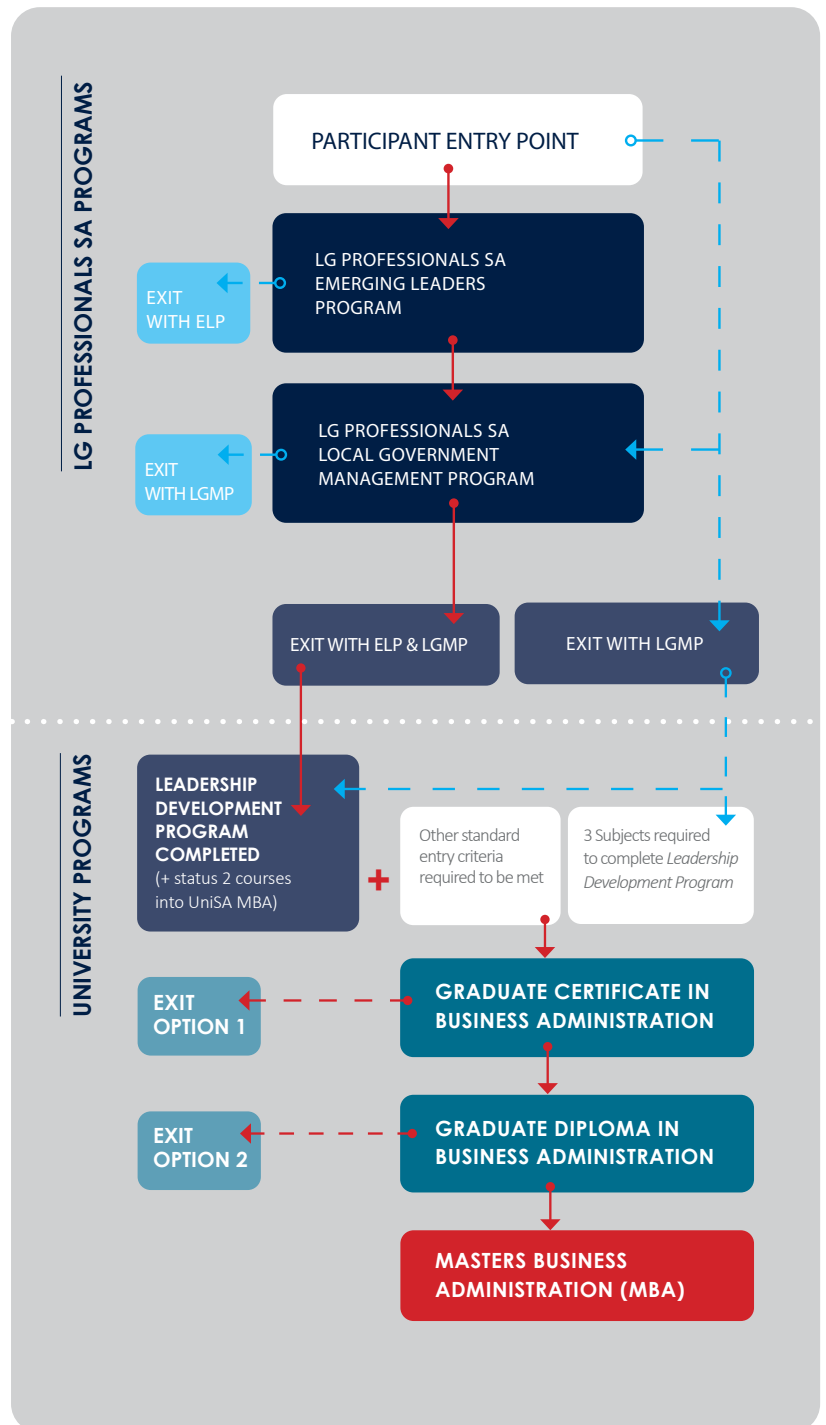 LG PROFESSIONALS SA PROGRAMS
PARTICIPANT ENTRY POINT
LG PROFESSIONALS SA
EMERGING LEADERS
PROGRAM
EXIT
WITH ELP
LG PROFESSIONALS SA
LOCAL GOVERNMENT
MANAGEMENT PROGRAM
EXIT
WITH LGMP
EXIT WITH ELP & LGMP
EXIT WITH LGMP
UNIVERSITY PROGRAMS
LEADERSHIP
DEVELOPMENT
PROGRAM
COMPLETED
(+ status 2 courses
into UniSA MBA)
+
Other standard
entry criteria
required to be met
3 Subjects required
to complete Leadership
Development Program
GRADUATE CERTIFICATE IN
BUSINESS ADMINISTRATION
EXIT
OPTION 1
GRADUATE DIPLOMA IN
BUSINESS ADMINISTRATION
EXIT
OPTION 2
MASTERS BUSINESS
ADMINISTRATION (MBA)